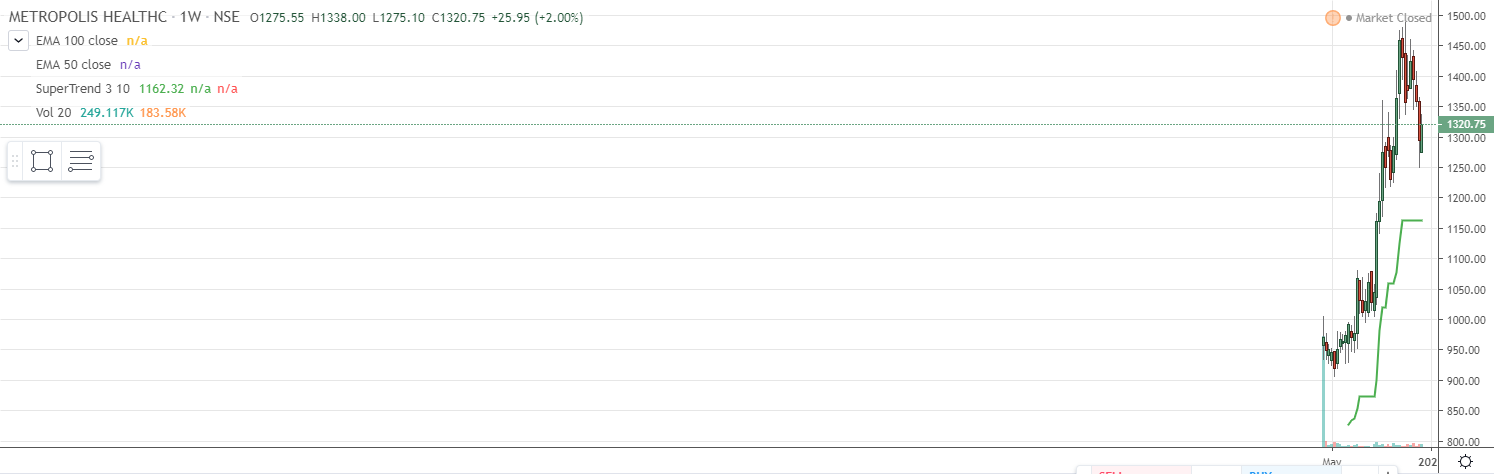 METROPOLIS HEALTHC · 1W · NSE O1275.55 H1338.00 L1275.10 C1320.75 +25.95 (+2.00%)
Market Closed
EMA 100 close n/a
EMA 50 close n/a
SuperTrend 3 10 1162.32 n/a n/a
Vol 20 249.117K 183.58K
1500.00
1450.00
1400.00
1350.00
1320.75
1300.00
1250.00
1200.00
1150.00
1100.00
1050.00
1000.00
950.00
900.00
850.00
800.00
May 202
SELL BUY